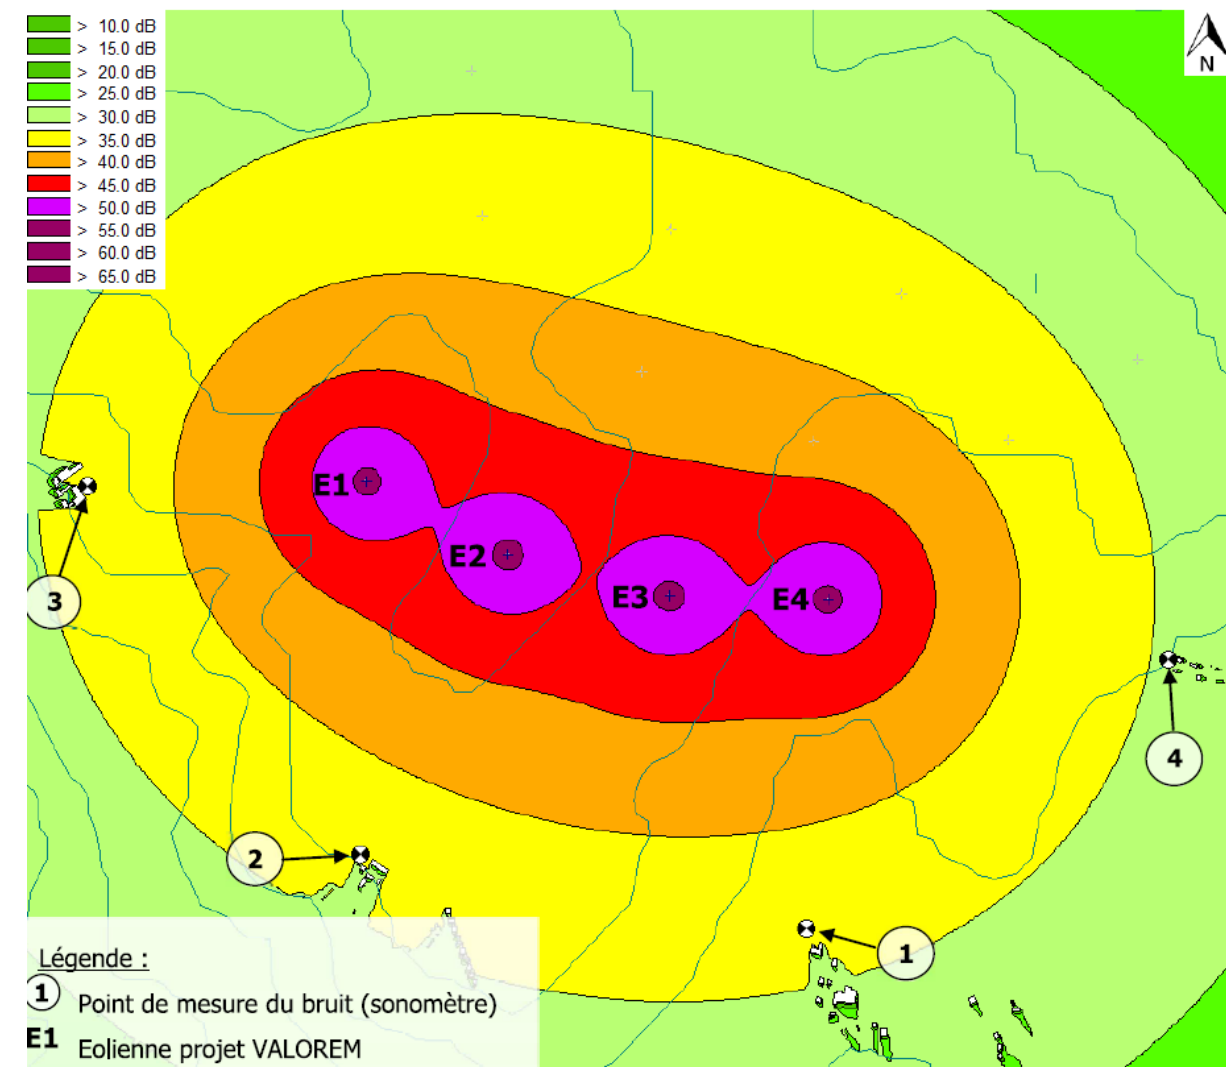 > 10.0 dB
> 15.0 dB
> 20.0 dB
> 25.0 dB
> 30.0 dB
> 35.0 dB
> 40.0 dB
> 45.0 dB
> 50.0 dB
> 55.0 dB
> 60.0 dB
> 65.0 dB
N
E1
E2
E3
E4
3
4
2
1
Légende :
1 Point de mesure du bruit (sonomètre)
E1 Eolienne projet VALOREM